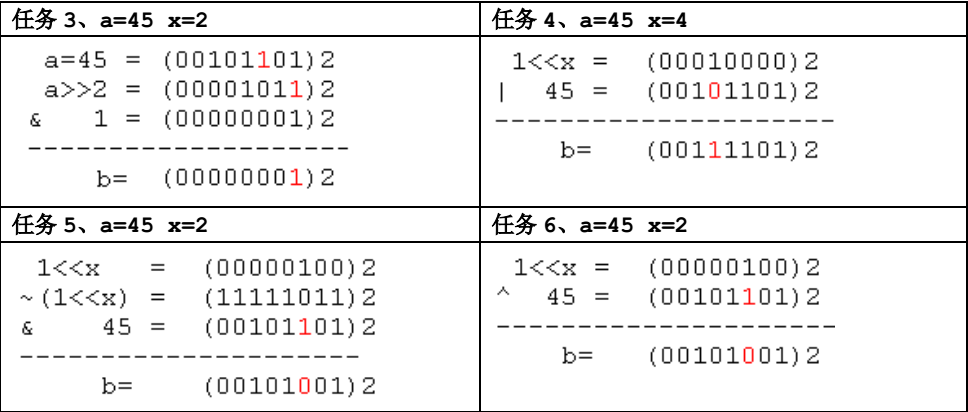 任务 3、a=45 x=2
a=45 = (00101101)2
a>>2 = (00001011)2
& 1 = (00000001)2
--------------------
b= (00000001)2
任务 4、a=45 x=4
1<<x = (00010000)2
| 45 = (00101101)2
---------------------
b= (00111101)2
任务 5、a=45 x=2
1<<x = (00000100)2
~(1<<x) = (11111011)2
& 45 = (00101101)2
---------------------
b= (00101001)2
任务 6、a=45 x=2
1<<x = (00000100)2
^ 45 = (00101101)2
---------------------
b= (00101001)2